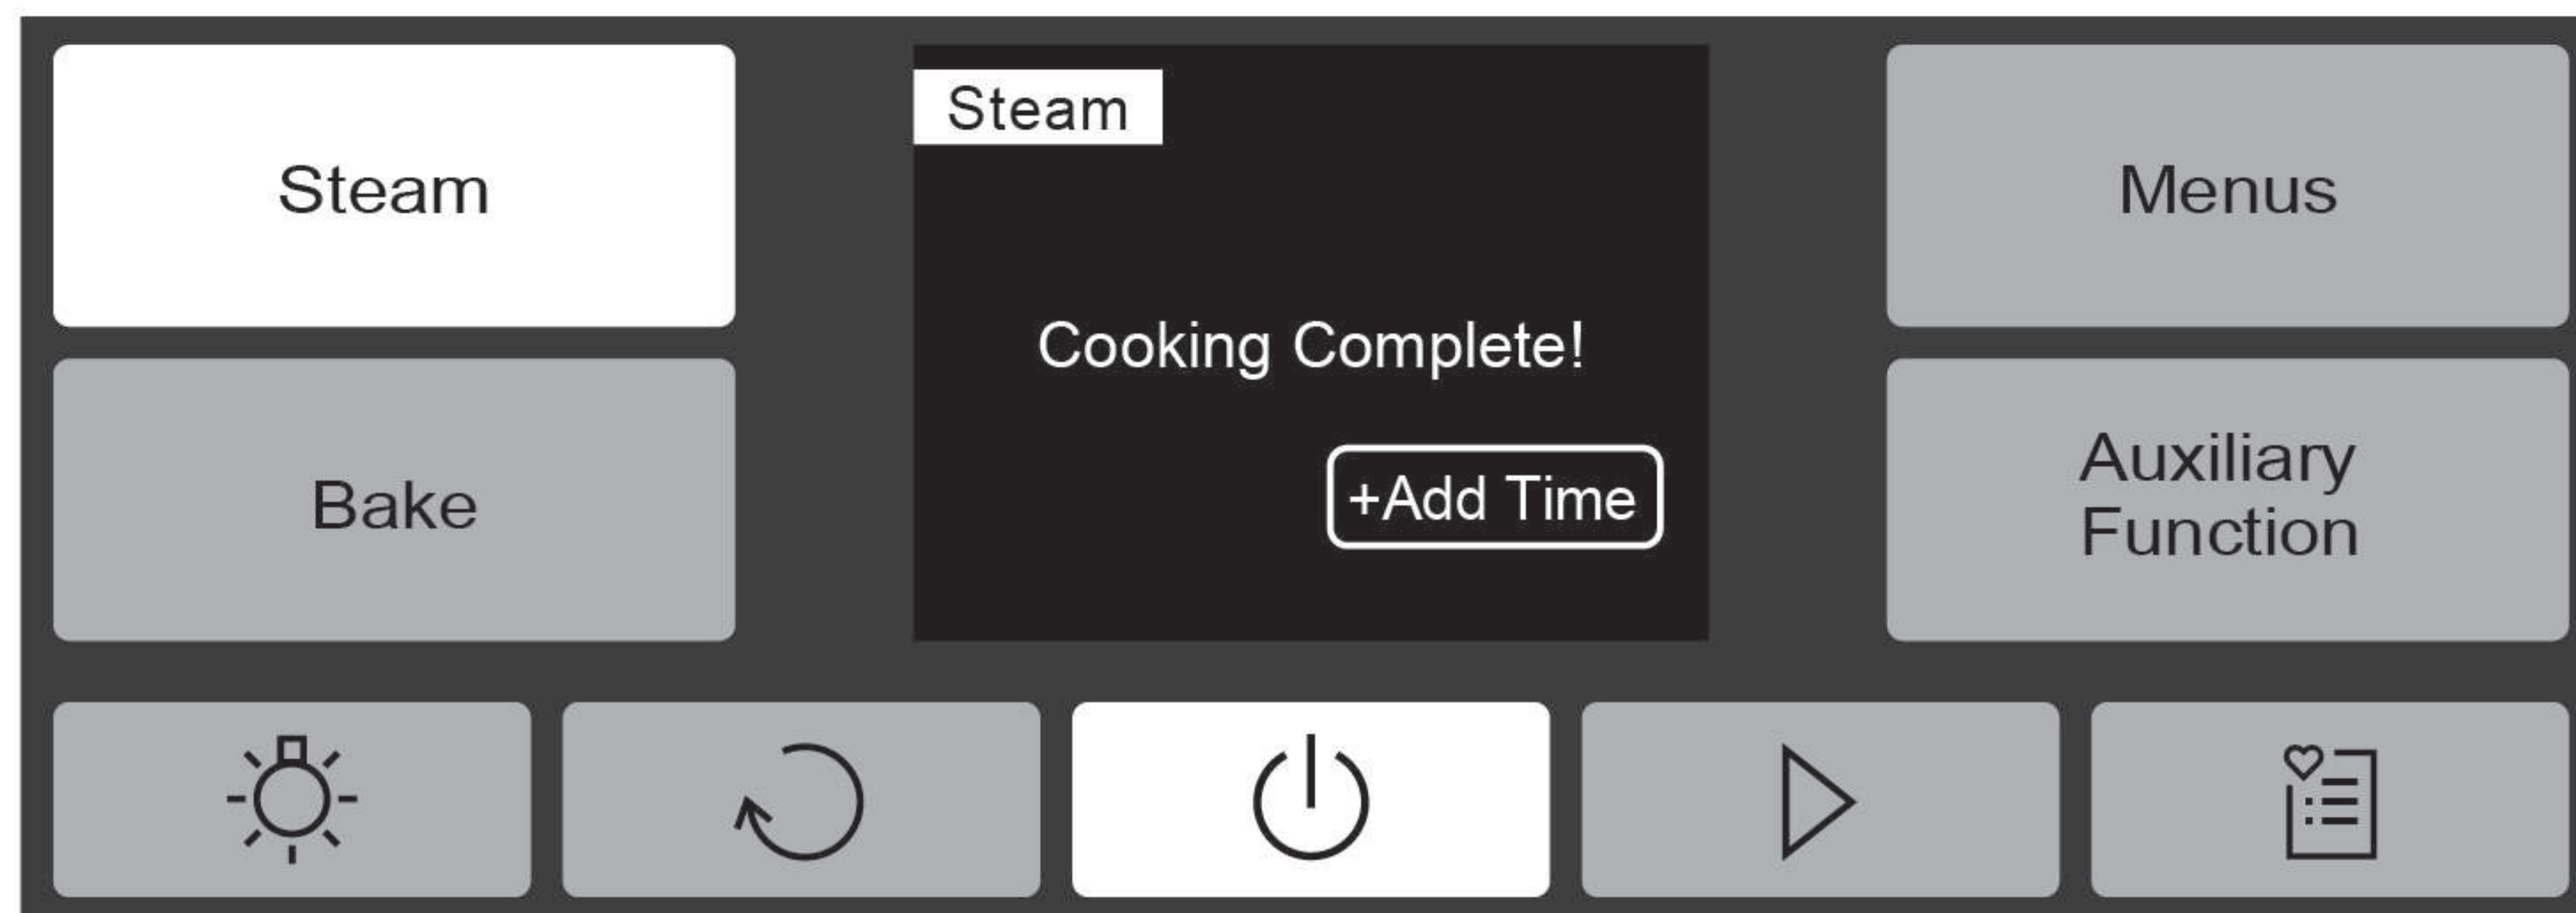 Steam
Steam
Menus
Cooking Complete!
Bake
+Add Time
Auxiliary
Function